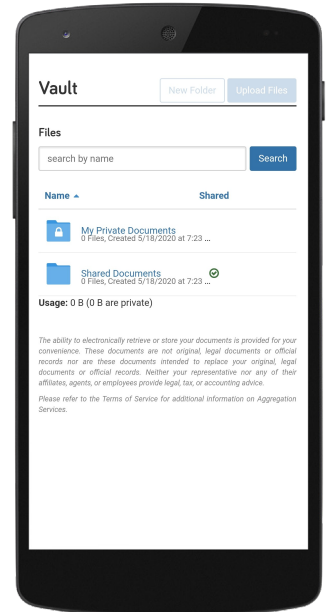 Vault
New Folder
Upload Files
Files
search by name
Search
Name
Shared
My Private Documents
0 Files, Created 5/18/2020 at 7:23 ...
Shared Documents
0 Files, Created 5/18/2020 at 7:23 ...
Usage: 0 B (0 B are private)
The ability to electronically retrieve or store your documents is provided for your
convenience. These documents are not original, legal documents or official
records nor are these documents intended to replace your original, legal
documents or official records. Neither your representative nor any of their
affiliates, agents, or employees provide legal, tax, or accounting advice.
Please refer to the Terms of Service for additional information on Aggregation
Services.